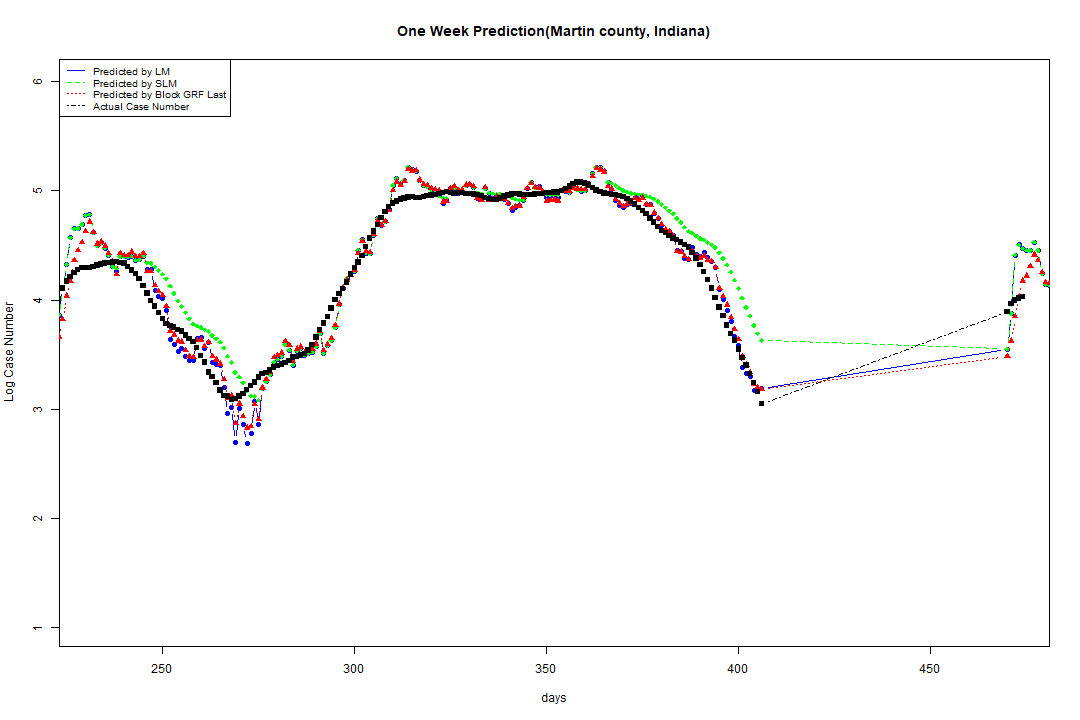 One Week Prediction(Martin county, Indiana)
Predicted by LM
Predicted by SLM
Predicted by Block GRF Last
Actual Case Number
6
5
4
3
2
1
Log Case Number
250 300 350 400 450
days